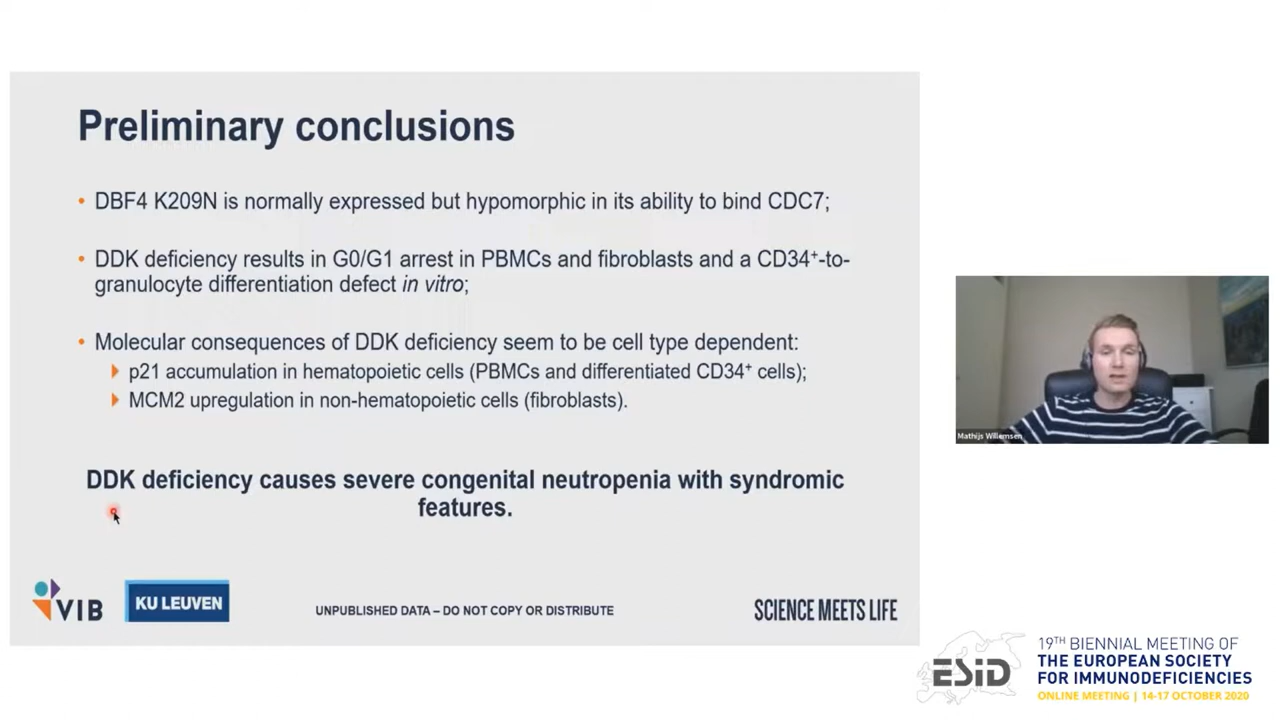 Preliminary conclusions
• DBF4 K209N is normally expressed but hypomorphic in its ability to bind CDC7;
• DDK deficiency results in G0/G1 arrest in PBMCs and fibroblasts and a CD34⁺-to-
granulocyte differentiation defect in vitro;
• Molecular consequences of DDK deficiency seem to be cell type dependent:
p21 accumulation in hematopoietic cells (PBMCs and differentiated CD34⁺ cells);
MCM2 upregulation in non-hematopoietic cells (fibroblasts).
DDK deficiency causes severe congenital neutropenia with syndromic
features.
VIB
KU LEUVEN
UNPUBLISHED DATA – DO NOT COPY OR DISTRIBUTE
SCIENCE MEETS LIFE
Mathijs Willemsen
ESiD
19TH BIENNIAL MEETING OF
THE EUROPEAN SOCIETY
FOR IMMUNODEFICIENCIES
ONLINE MEETING | 14-17 OCTOBER 2020